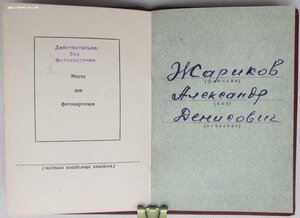 Действительно
без
фотокарточки
Место
для
фотокарточки
(подпись владельца книжки)
Жариков
(фамилия)
Александр
(имя)
Денисович
(отчество)